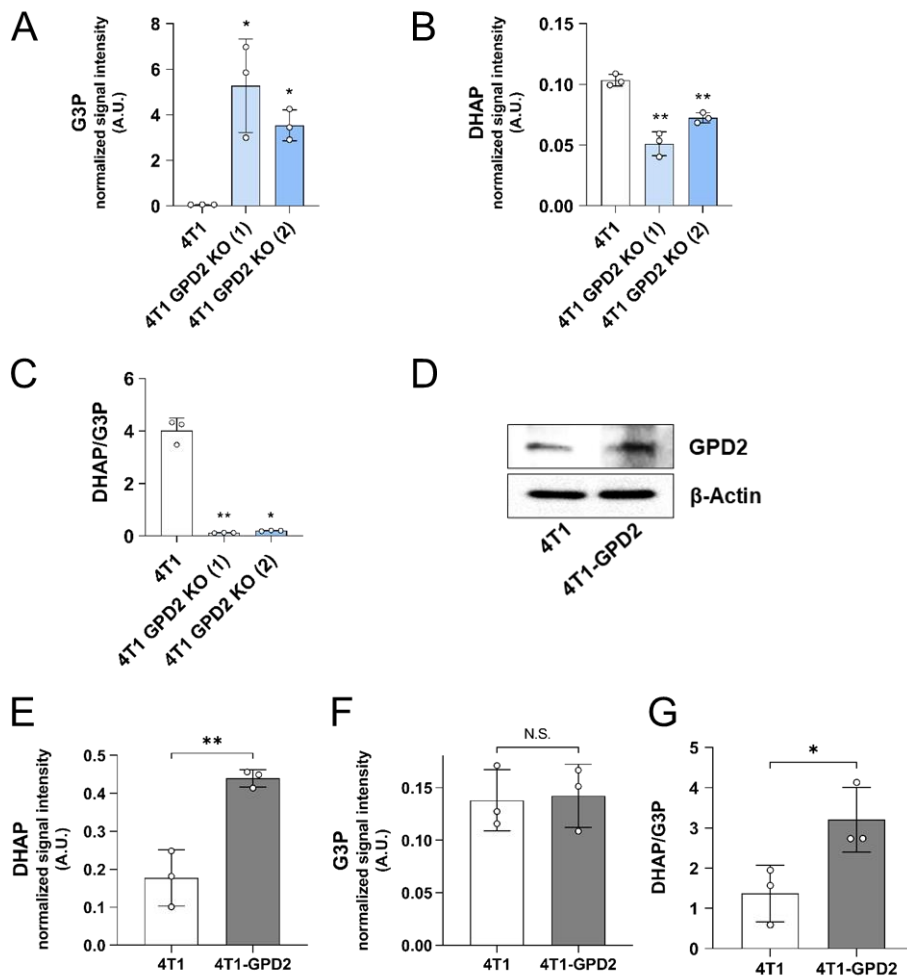 A
G3P
normalized signal intensity
(A.U.)
8
6
4
2
0
*
*
4T1
4T1 GPD2 KO (1)
4T1 GPD2 KO (2)
B
DHAP
normalized signal intensity
(A.U.)
0.15
0.10
0.05
0.00
**
**
4T1
4T1 GPD2 KO (1)
4T1 GPD2 KO (2)
C
DHAP/G3P
6
4
2
0
**
*
4T1
4T1 GPD2 KO (1)
4T1 GPD2 KO (2)
D
GPD2
β-Actin
4T1
4T1-GPD2
E
DHAP
normalized signal intensity
(A.U.)
0.5
0.4
0.3
0.2
0.1
0.0
**
4T1
4T1-GPD2
F
G3P
normalized signal intensity
(A.U.)
0.15
0.10
0.05
0.00
N.S.
4T1
4T1-GPD2
G
DHAP/G3P
5
4
3
2
1
0
*
4T1
4T1-GPD2